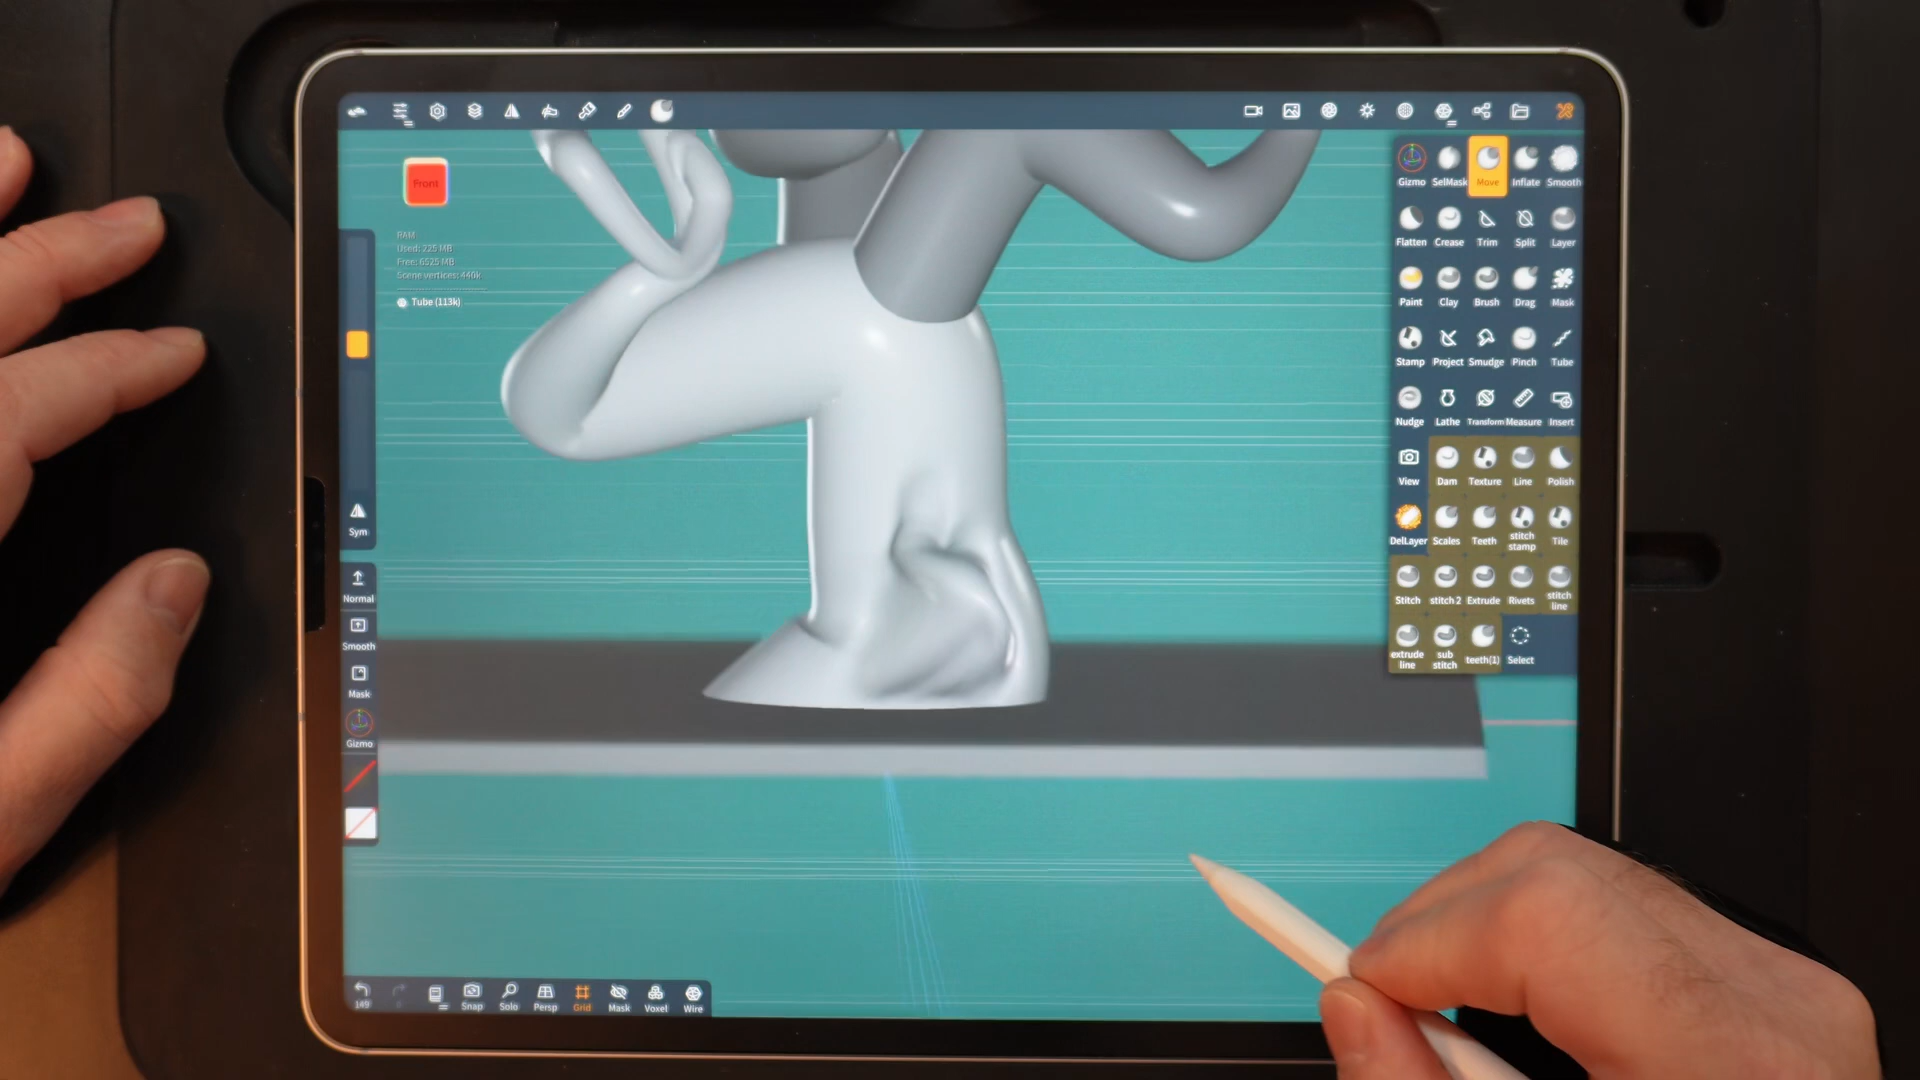 Front
RAM
Used: 225 MB
Free: 6525 MB
Scene vertices: 446k
Tube (113k)
Sym
Normal
Smooth
Mask
Gizmo
149
Snap
Solo
Persp
Grid
Mask
Voxel
Wire
Gizmo SelMask Move Inflate Smooth
Flatten Crease Trim Split Layer
Paint Clay Brush Drag Mask
Stamp Project Smudge Pinch Tube
Nudge Lathe Transform Measure Insert
View Dam Texture Line Polish
DelLayer Scales Teeth stitch stamp Tile
Stitch stitch 2 Extrude Rivets stitch line
extrude line sub stitch teeth(1) Select